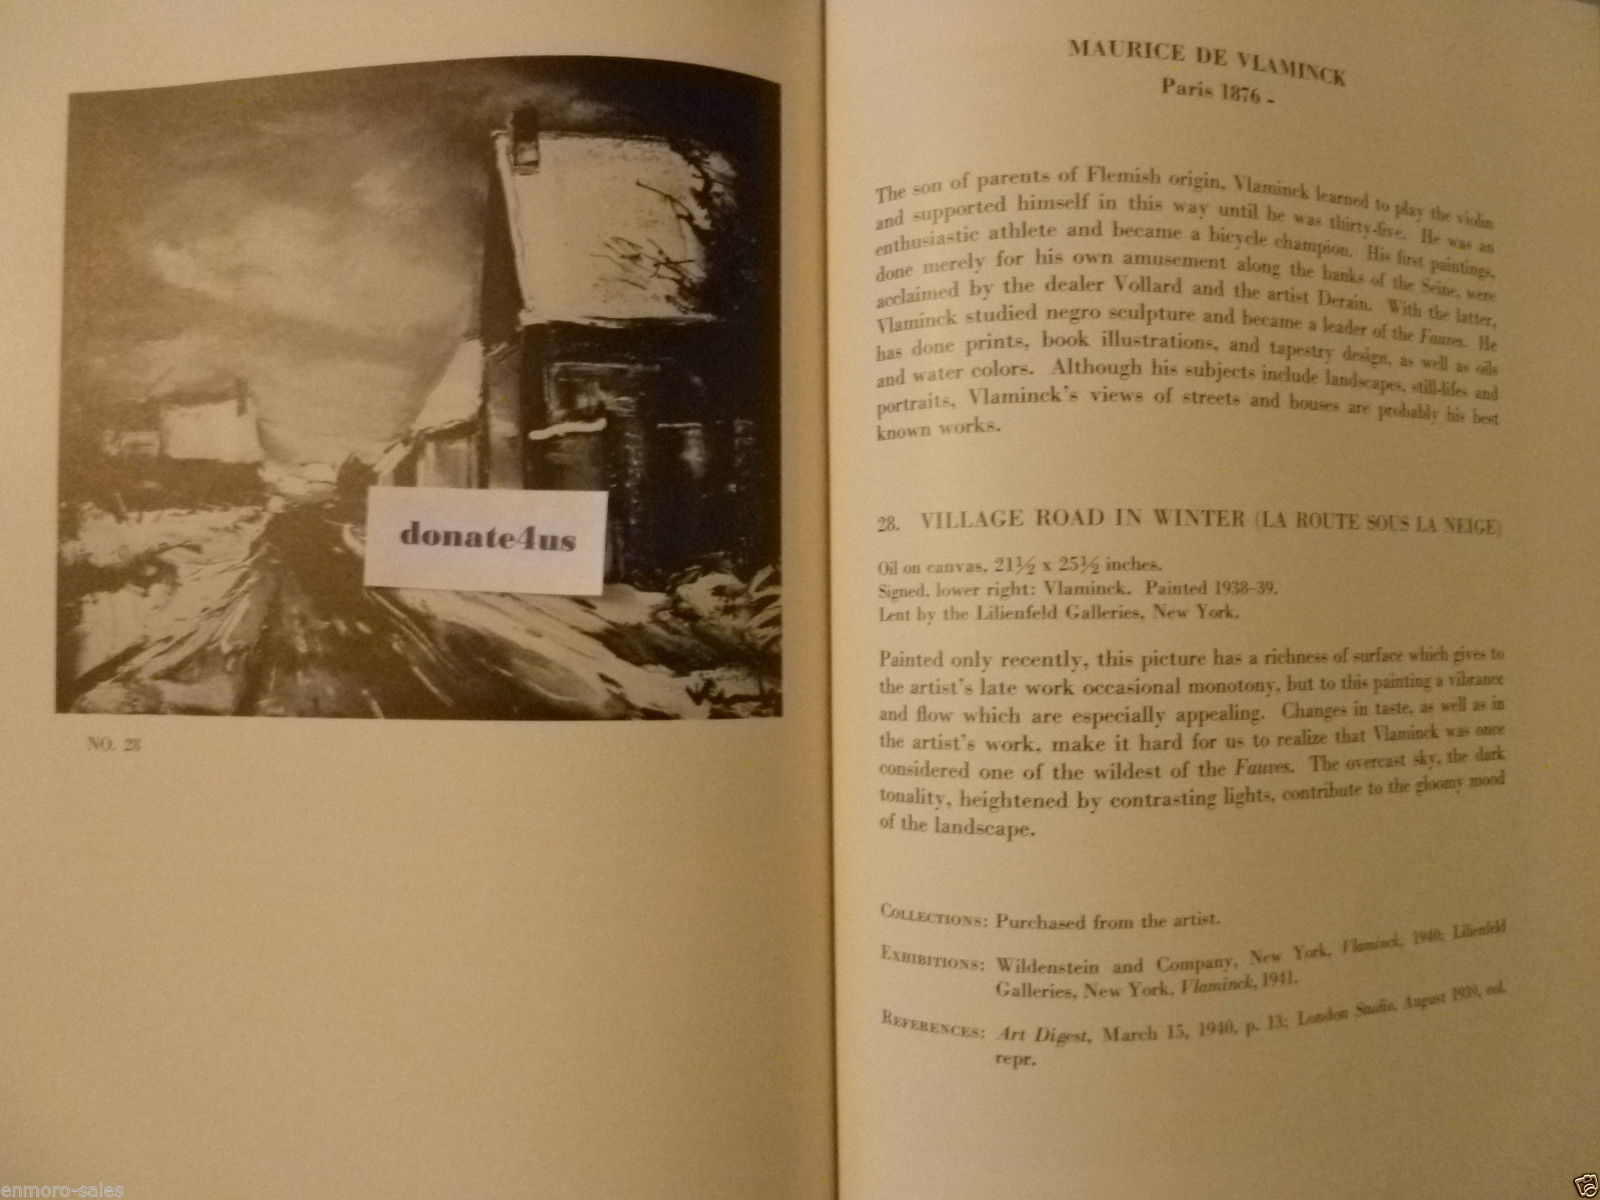 donate4us
NO. 28
MAURICE DE VLAMINCK
Paris 1876 -
The son of parents of Flemish origin, Vlaminck learned to play the violin
and supported himself in this way until he was thirty-five. He was an
enthusiastic athlete and became a bicycle champion. His first paintings,
done merely for his own amusement along the banks of the Seine, were
acclaimed by the dealer Vollard and the artist Derain. With the latter,
Vlaminck studied negro sculpture and became a leader of the Fauves. He
has done prints, book illustrations, and tapestry design, as well as oils
and water colors. Although his subjects include landscapes, still-lifes and
portraits, Vlaminck's views of streets and houses are probably his best
known works.
28. VILLAGE ROAD IN WINTER (LA ROUTE SOUS LA NEIGE)
Oil on canvas, 21½ x 25½ inches.
Signed, lower right: Vlaminck. Painted 1938–39.
Lent by the Lilienfeld Galleries, New York.
Painted only recently, this picture has a richness of surface which gives to
the artist's late work occasional monotony, but to this painting a vibrance
and flow which are especially appealing. Changes in taste, as well as in
the artist's work, make it hard for us to realize that Vlaminck was once
considered one of the wildest of the Fauves. The overcast sky, the dark
tonality, heightened by contrasting lights, contribute to the gloomy mood
of the landscape.
COLLECTIONS: Purchased from the artist.
EXHIBITIONS: Wildenstein and Company, New York, Vlaminck, 1940; Lilienfeld
Galleries, New York, Vlaminck, 1941.
REFERENCES: Art Digest, March 15, 1940, p. 13; London Studio, August 1939, col.
repr.
enmoro-sales